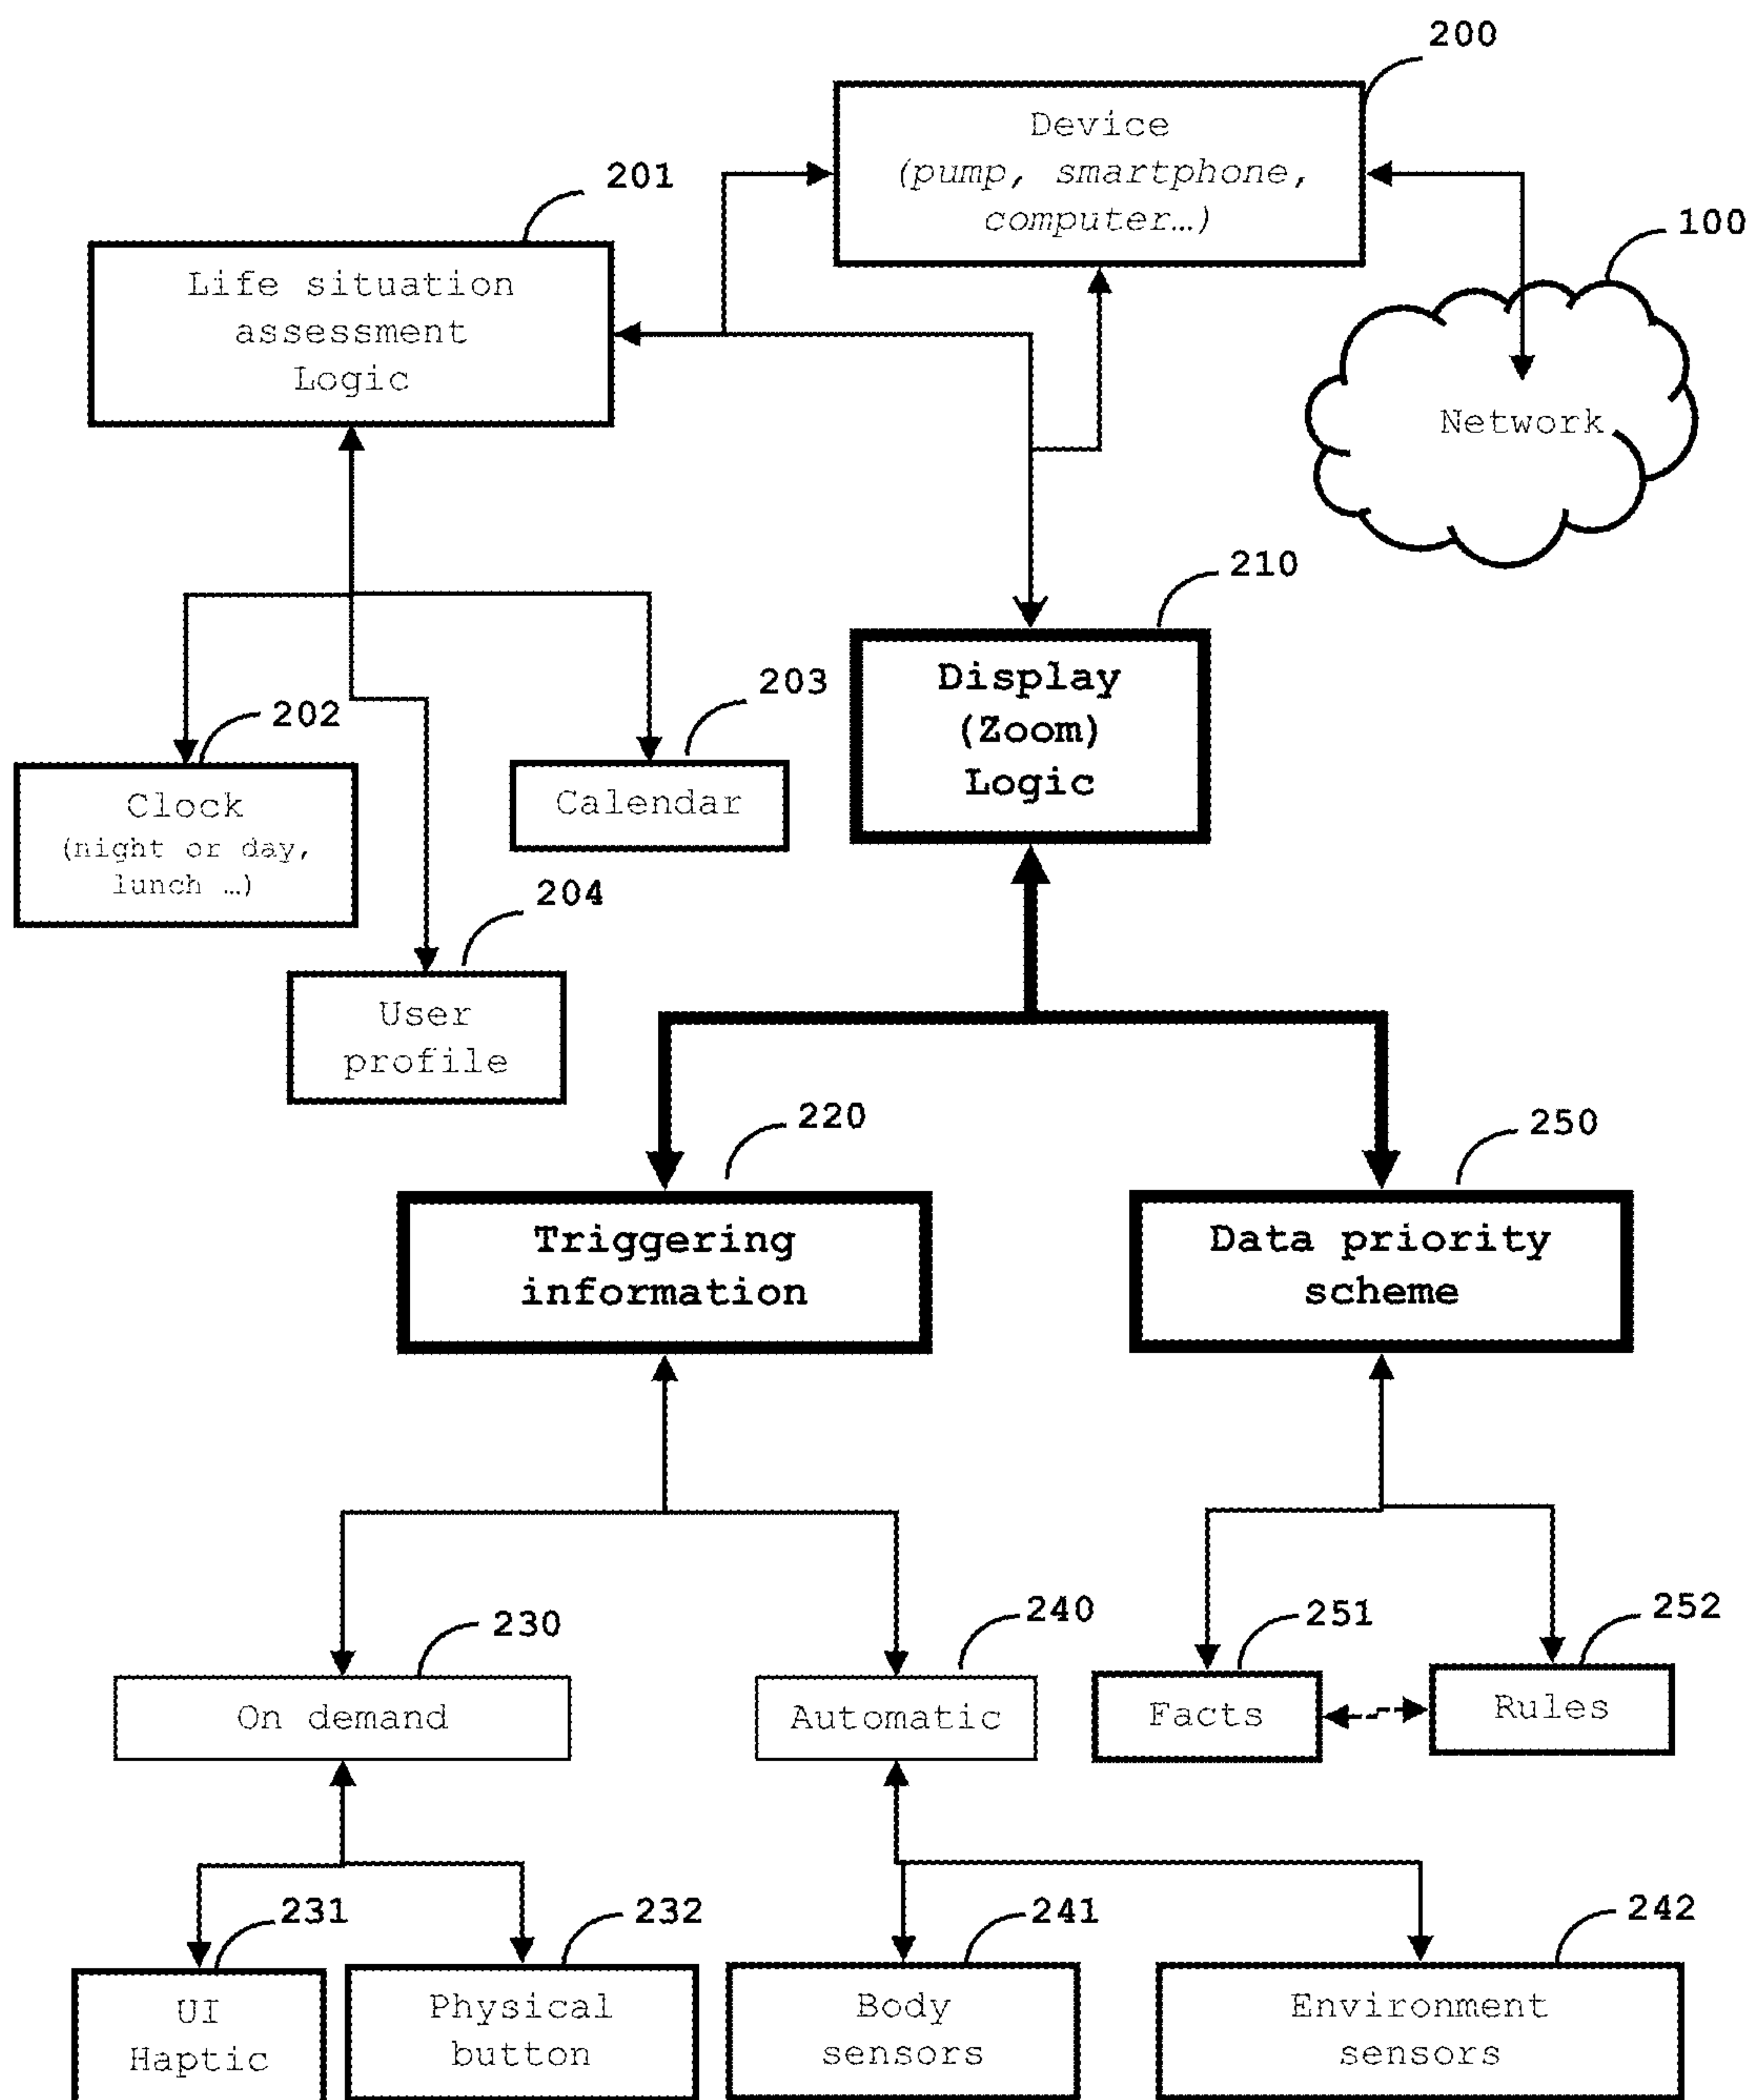 200
Device
(pump, smartphone,
computer…)
201
Life situation
assessment
Logic
100
Network
210
Display
(Zoom)
Logic
202
Clock
(night or day,
lunch …)
203
Calendar
204
User
profile
220
Triggering
information
250
Data priority
scheme
230
On demand
240
Automatic
251
Facts
252
Rules
231
UI
Haptic
232
Physical
button
241
Body
sensors
242
Environment
sensors